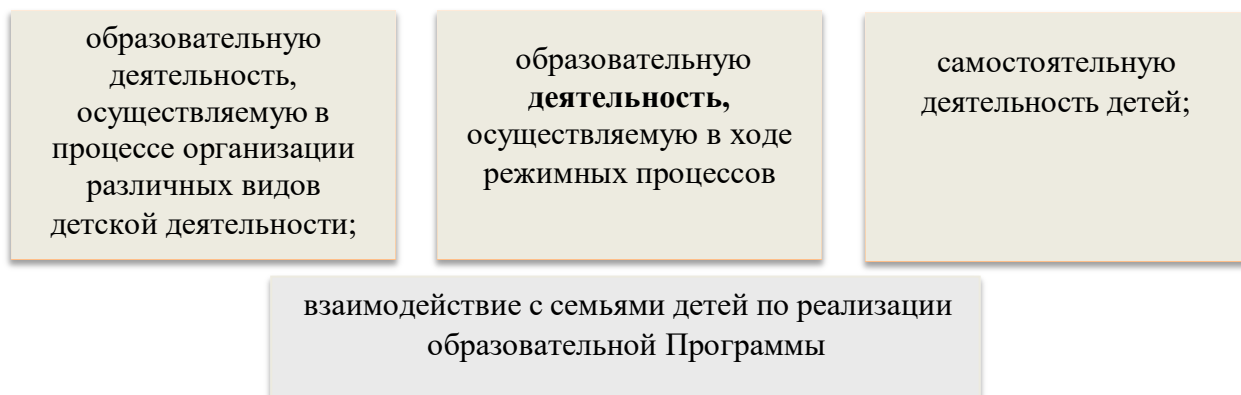 образовательную
деятельность,
осуществляемую в
процессе организации
различных видов
детской деятельности;
образовательную
деятельность,
осуществляемую в ходе
режимных процессов
самостоятельную
деятельность детей;
взаимодействие с семьями детей по реализации
образовательной Программы